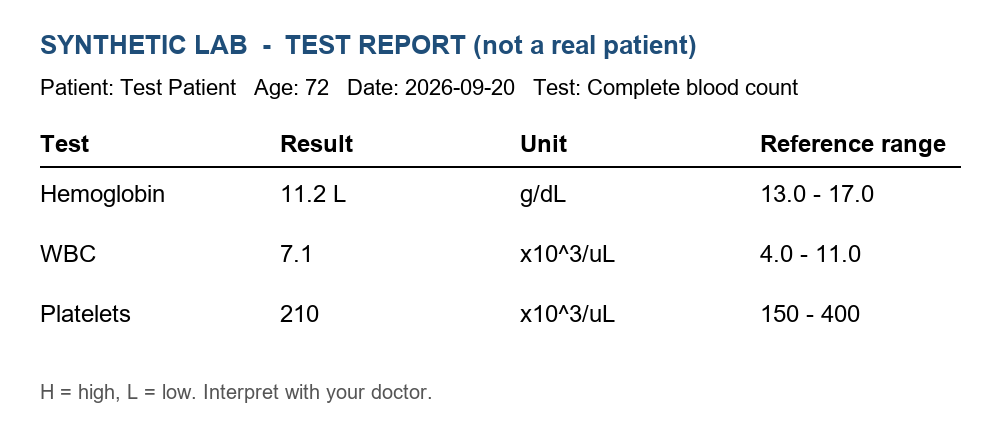 SYNTHETIC LAB - TEST REPORT (not a real patient)
Patient: Test Patient Age: 72 Date: 2026-09-20 Test: Complete blood count
Test Result Unit Reference range
Hemoglobin 11.2 L g/dL 13.0 - 17.0
WBC 7.1 x10^3/uL 4.0 - 11.0
Platelets 210 x10^3/uL 150 - 400
H = high, L = low. Interpret with your doctor.